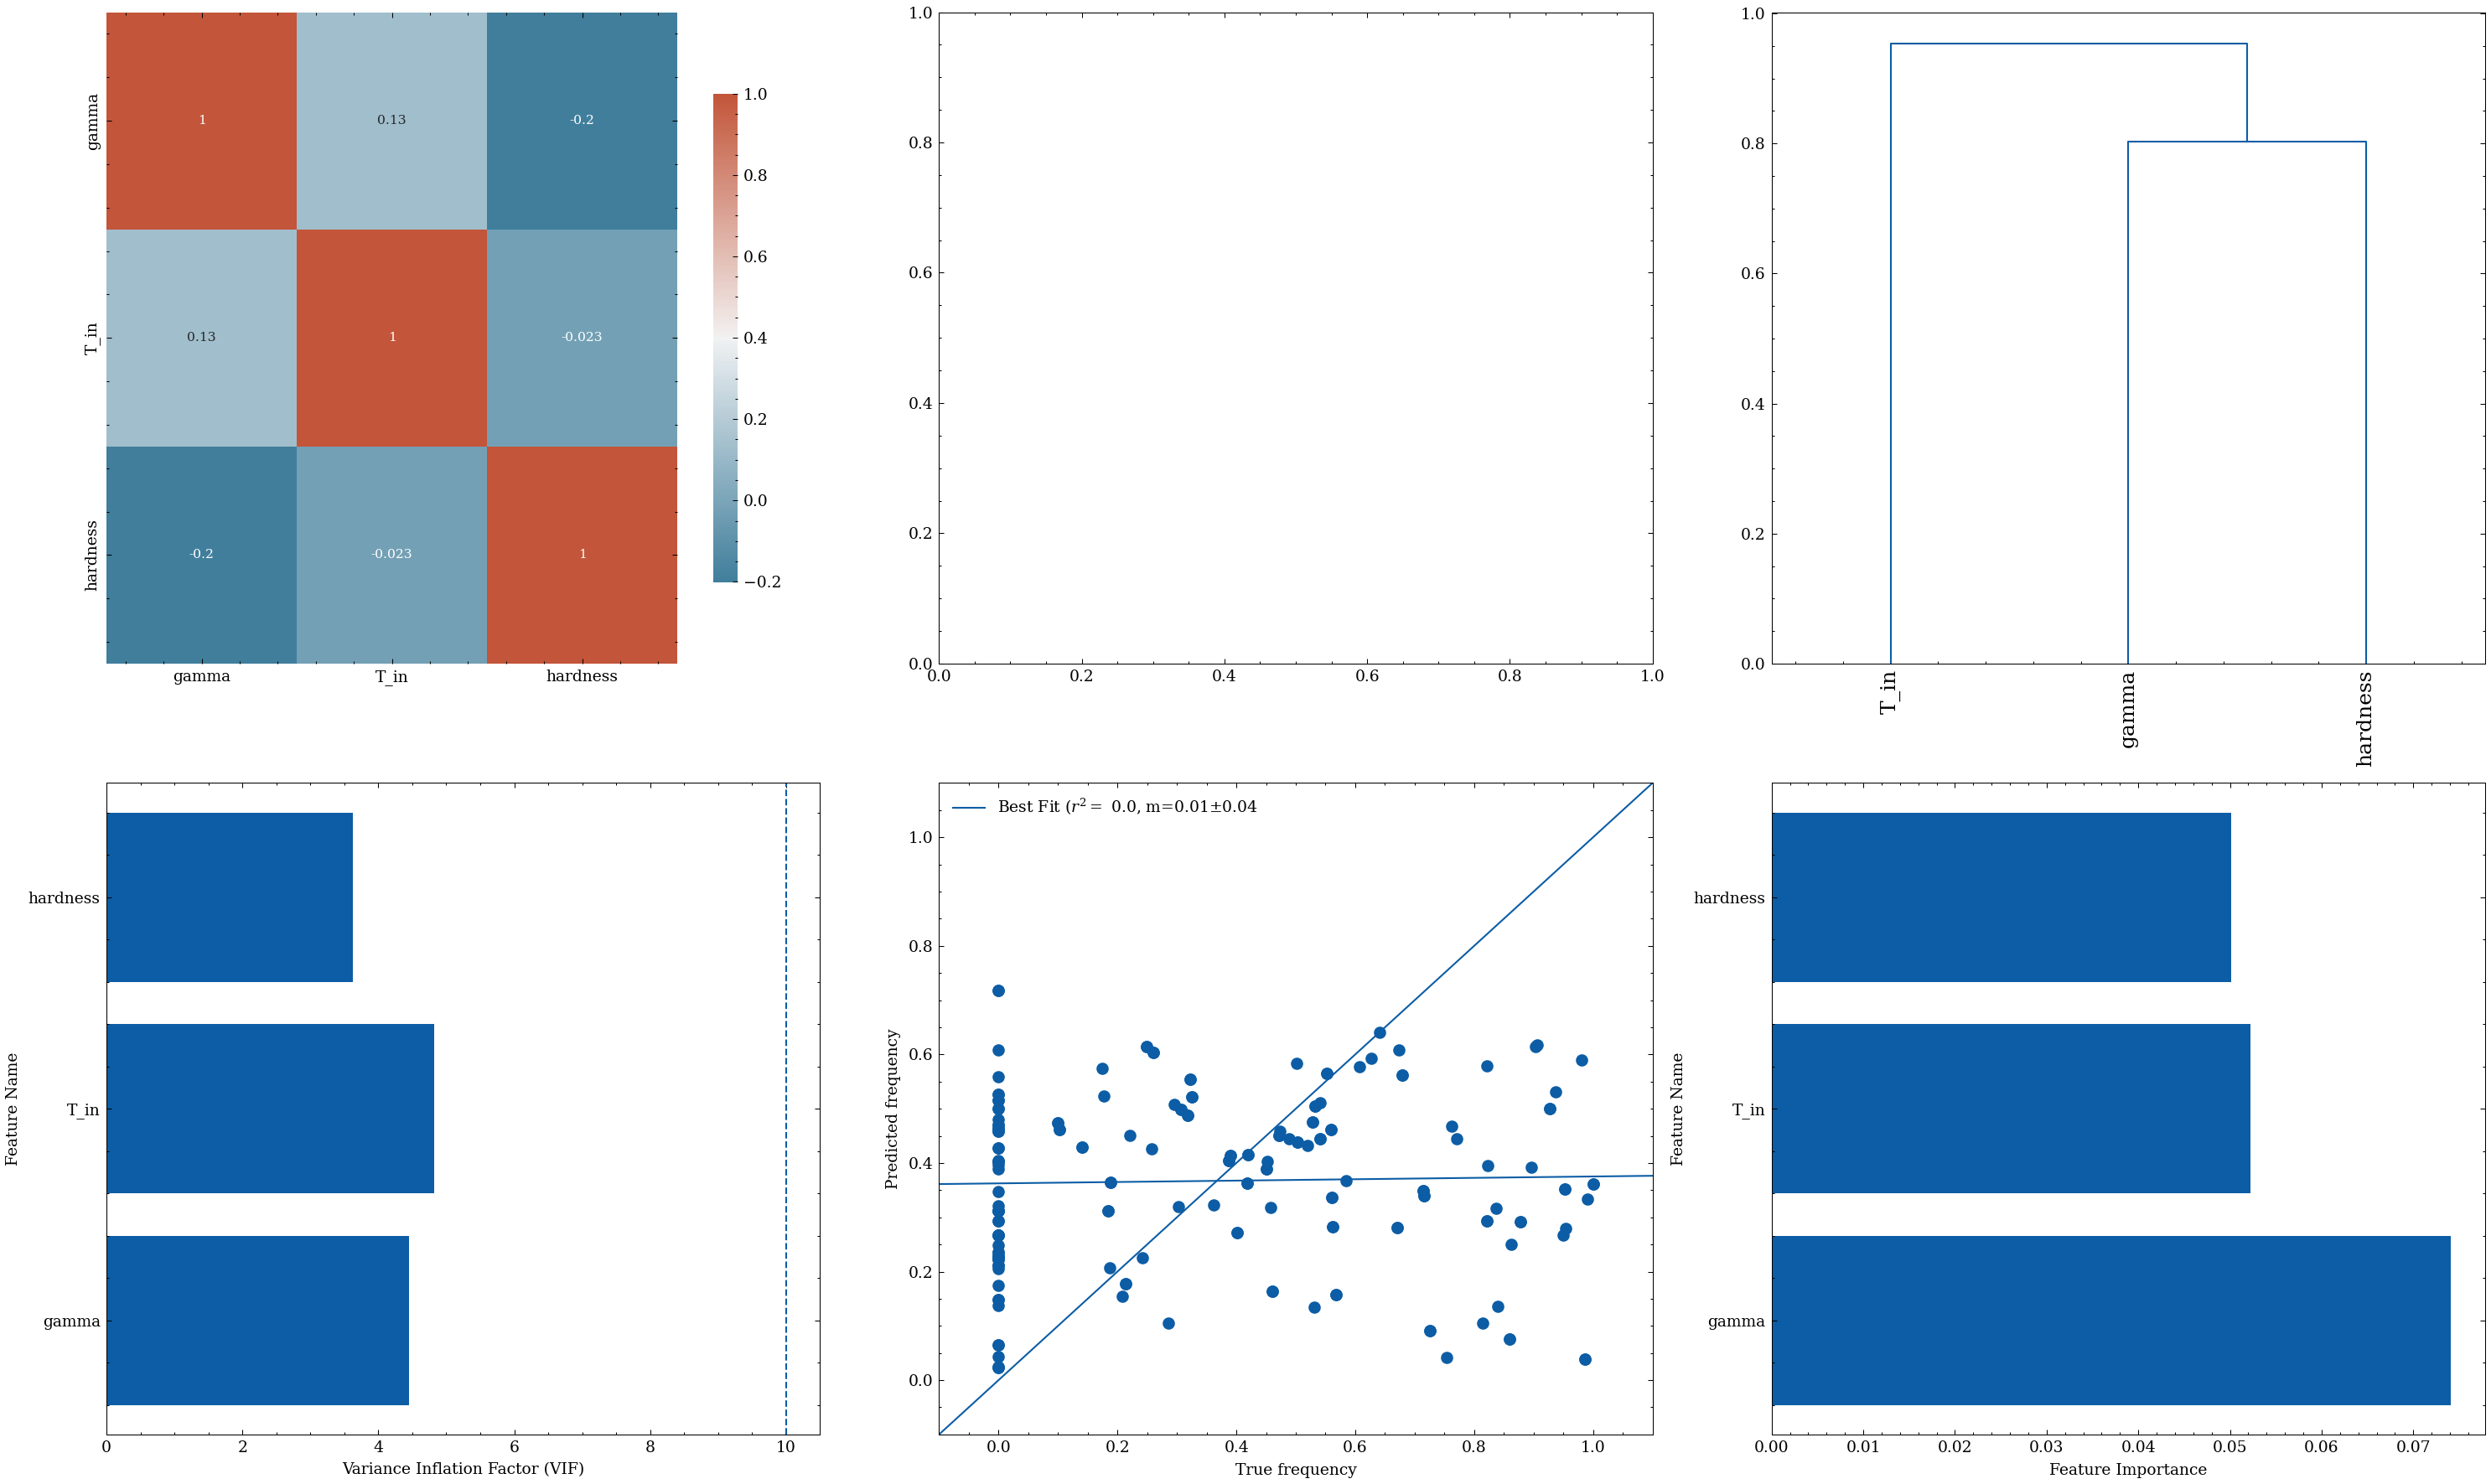 gamma
1
0.13
-0.2
T_in
0.13
1
-0.023
hardness
-0.2
-0.023
1
gamma
T_in
hardness
1.0
0.8
0.6
0.4
0.2
0.0
−0.2
1.0
0.8
0.6
0.4
0.2
0.0
0.0
0.2
0.4
0.6
0.8
1.0
1.0
0.8
0.6
0.4
0.2
0.0
T_in
gamma
hardness
Feature Name
hardness
T_in
gamma
0
2
4
6
8
10
Variance Inflation Factor (VIF)
Best Fit (r² = 0.0, m=0.01±0.04
Predicted frequency
1.0
0.8
0.6
0.4
0.2
0.0
0.0
0.2
0.4
0.6
0.8
1.0
True frequency
Feature Name
hardness
T_in
gamma
0.00
0.01
0.02
0.03
0.04
0.05
0.06
0.07
Feature Importance